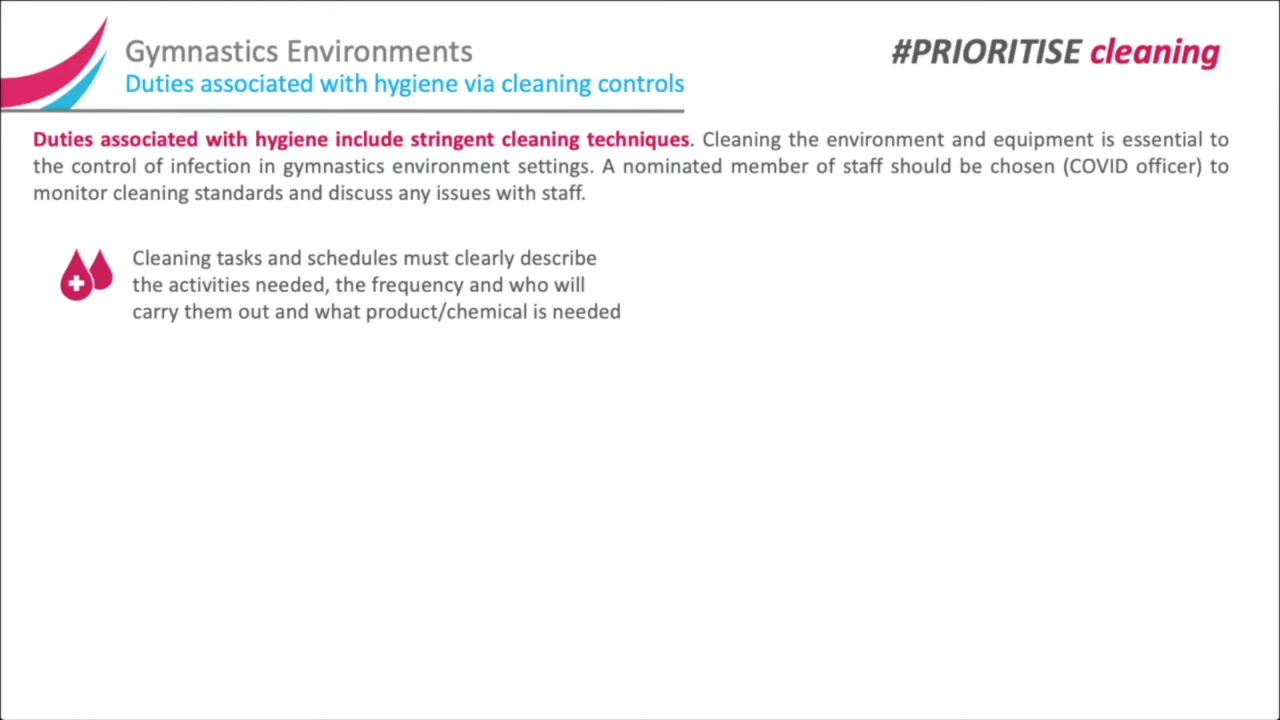 Gymnastics Environments
#PRIORITISE cleaning
Duties associated with hygiene via cleaning controls
Duties associated with hygiene include stringent cleaning techniques. Cleaning the environment and equipment is essential to
the control of infection in gymnastics environment settings. A nominated member of staff should be chosen (COVID officer) to
monitor cleaning standards and discuss any issues with staff.
Cleaning tasks and schedules must clearly describe
the activities needed, the frequency and who will
carry them out and what product/chemical is needed